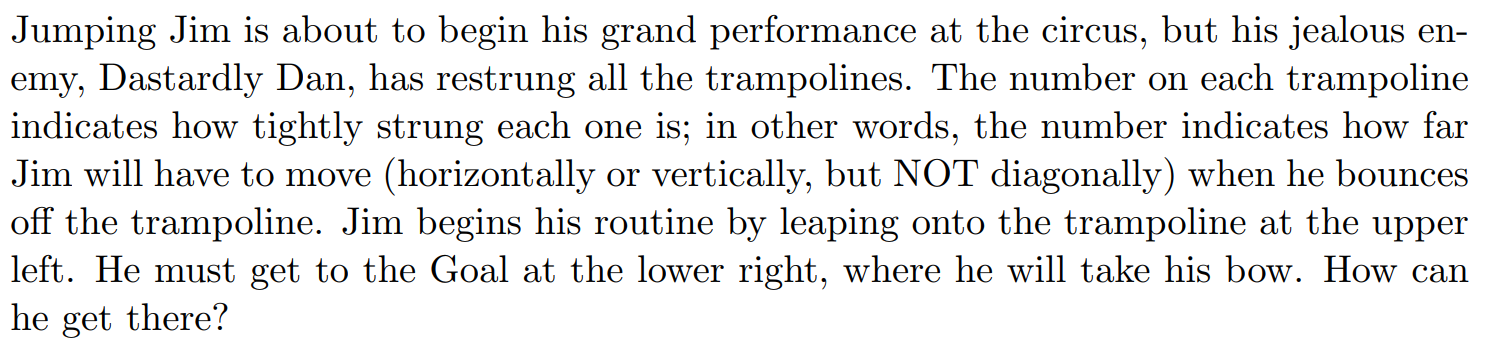 Jumping Jim is about to begin his grand performance at the circus, but his jealous en-
emy, Dastardly Dan, has restrung all the trampolines. The number on each trampoline
indicates how tightly strung each one is; in other words, the number indicates how far
Jim will have to move (horizontally or vertically, but NOT diagonally) when he bounces
off the trampoline. Jim begins his routine by leaping onto the trampoline at the upper
left. He must get to the Goal at the lower right, where he will take his bow. How can
he get there?